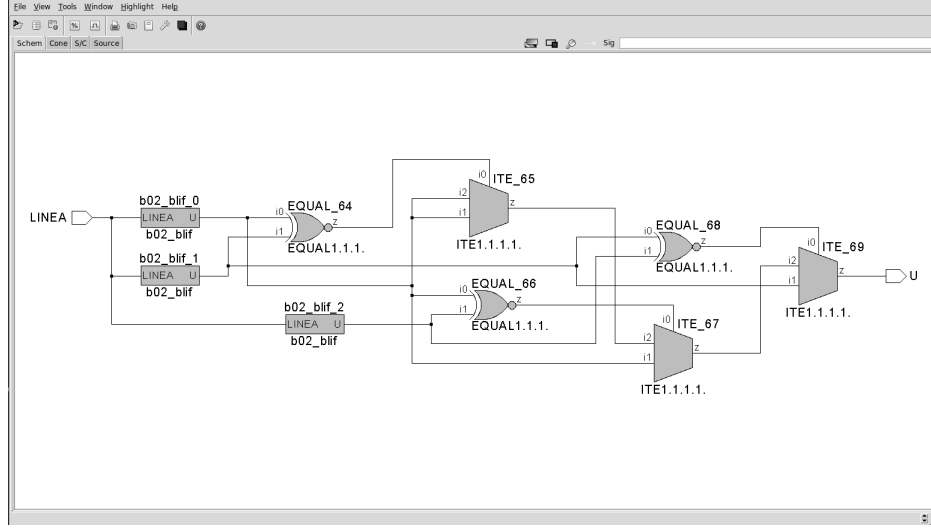 File View Tools Window Highlight Help
Schem Cone S/C Source Sig
b02_blif_0
LINEA U
b02_blif
LINEA
b02_blif_1
LINEA U
b02_blif
b02_blif_2
LINEA U
b02_blif
EQUAL_64
i0
i1
z
EQUAL1.1.1.
i0
ITE_65
i2
i1
z
ITE1.1.1.1.
EQUAL_66
i0
i1
z
EQUAL1.1.1.
i0
ITE_67
i2
i1
z
ITE1.1.1.1.
EQUAL_68
i0
i1
z
EQUAL1.1.1.
i0
ITE_69
i2
i1
z
ITE1.1.1.1.
U